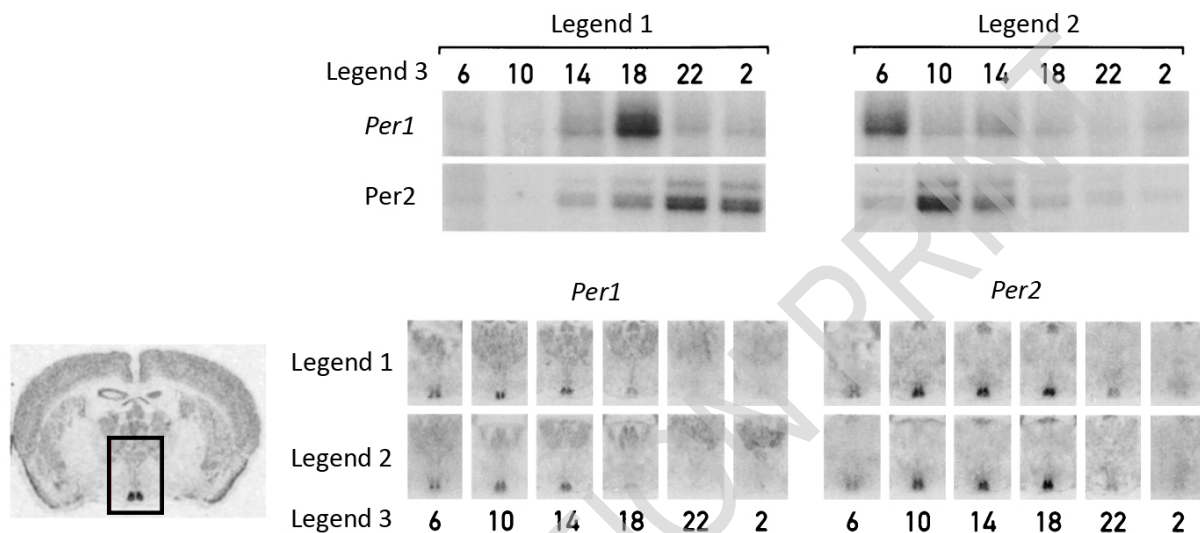 Legend 1 Legend 2
Legend 3 6 10 14 18 22 2 6 10 14 18 22 2
Per1
Per2
Per1 Per2
Legend 1
Legend 2
Legend 3 6 10 14 18 22 2 6 10 14 18 22 2
ION PRINT